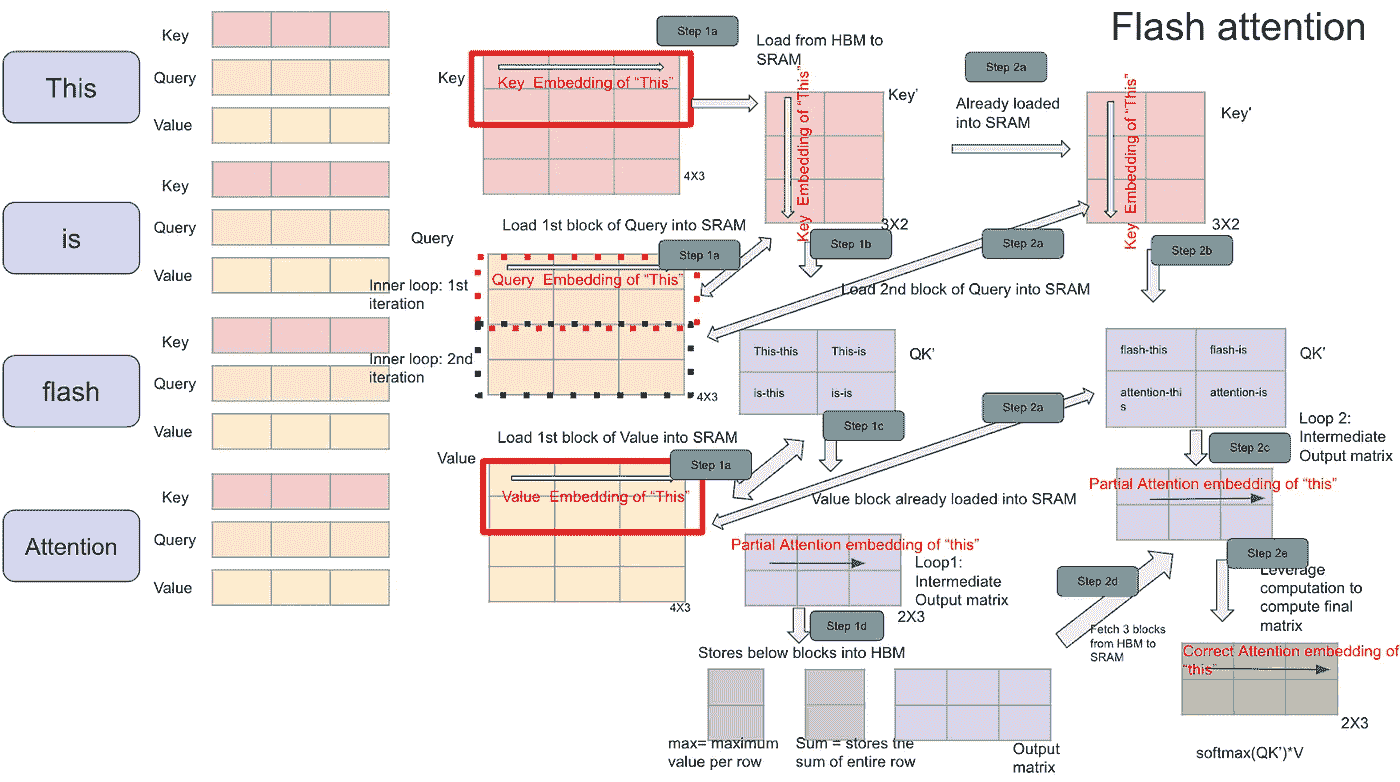 Flash attention
This
Key
Query
Value
is
Key
Query
Value
flash
Key
Query
Value
Attention
Key
Query
Value
Step 1a
Load from HBM to
SRAM
Key
Key Embedding of “This”
4X3
Key’
Key Embedding of “This”
3X2
Step 2a
Already loaded
into SRAM
Key’
Key Embedding of “This”
Load 1st block of Query into SRAM
Query
Step 1a
Query Embedding of “This”
Inner loop: 1st
iteration
Inner loop: 2nd
iteration
4X3
Step 1b
Step 2a
Step 2b
Load 2nd block of Query into SRAM
This-this
This-is
is-this
is-is
QK’
flash-this
flash-is
attention-thi
s
attention-is
QK’
Step 1c
Step 2a
Loop 2:
Intermediate
Output matrix
Step 2c
Load 1st block of Value into SRAM
Value
Step 1a
Value Embedding of “This”
4X3
Value block already loaded into SRAM
Partial Attention embedding of “this”
Partial Attention embedding of “this”
Loop1:
Intermediate
Output matrix
2X3
Step 1d
Stores below blocks into HBM
max= maximum
value per row
Sum = stores the
sum of entire row
Output
matrix
Step 2d
Fetch 3 blocks
from HBM to
SRAM
Step 2e
Leverage
computation to
compute final
matrix
Correct Attention embedding of
“this”
2X3
softmax(QK’)*V